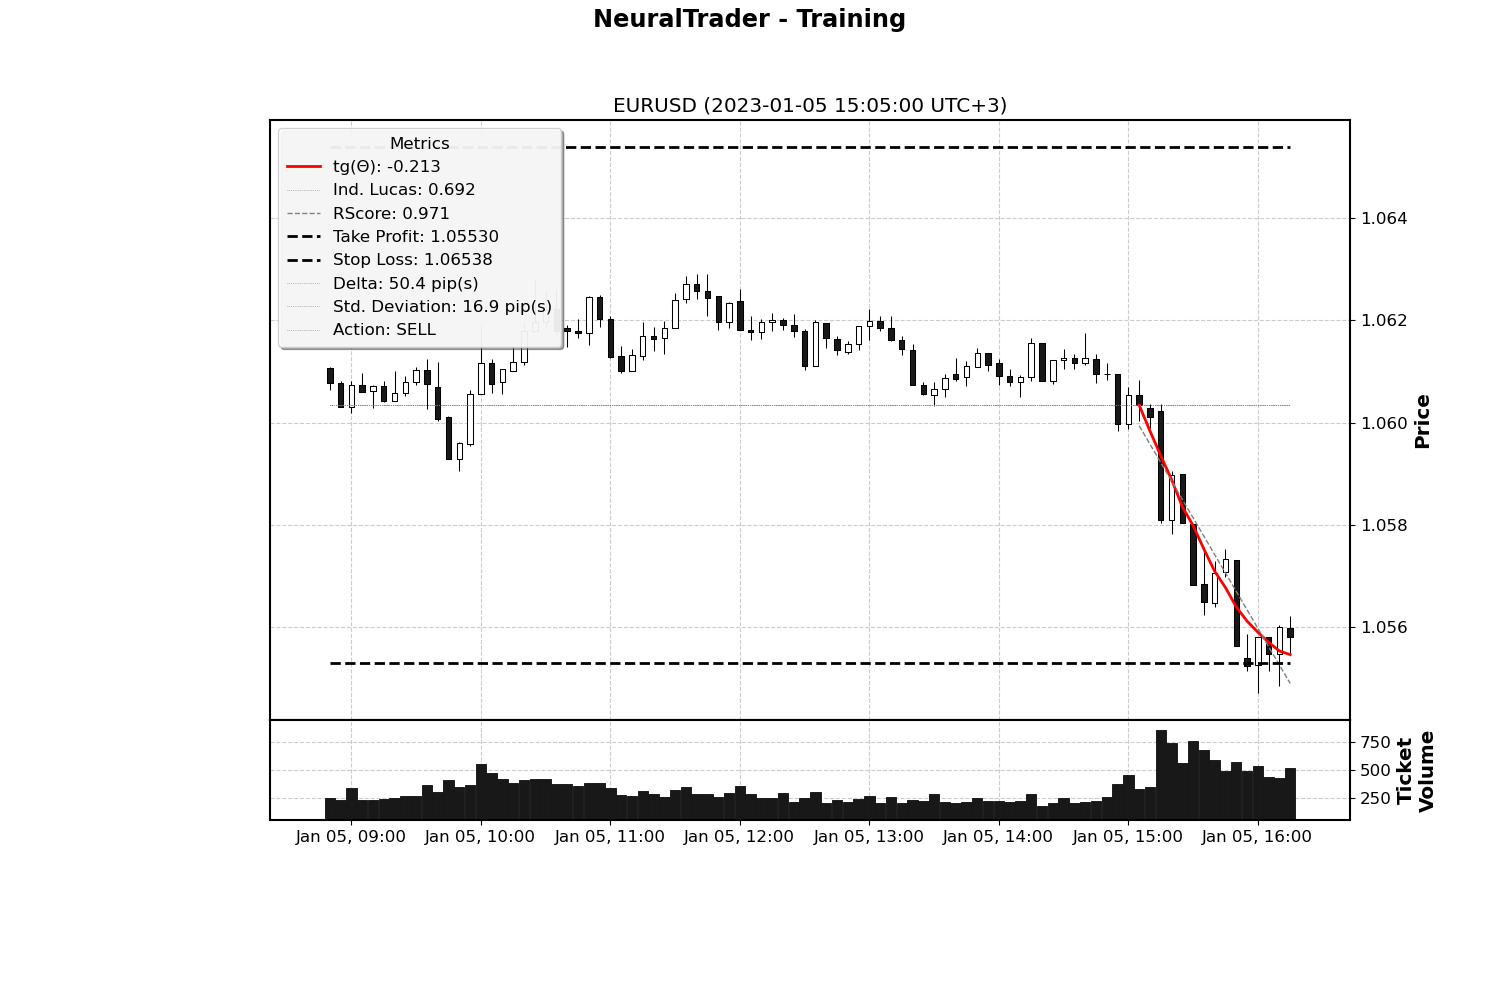 NeuralTrader - Training
EURUSD (2023-01-05 15:05:00 UTC+3)
Metrics
tg(Θ): -0.213
Ind. Lucas: 0.692
RScore: 0.971
Take Profit: 1.05530
Stop Loss: 1.06538
Delta: 50.4 pip(s)
Std. Deviation: 16.9 pip(s)
Action: SELL
1.064
1.062
1.060
1.058
1.056
Price
750
500
250
Ticket
Volume
Jan 05, 09:00
Jan 05, 10:00
Jan 05, 11:00
Jan 05, 12:00
Jan 05, 13:00
Jan 05, 14:00
Jan 05, 15:00
Jan 05, 16:00